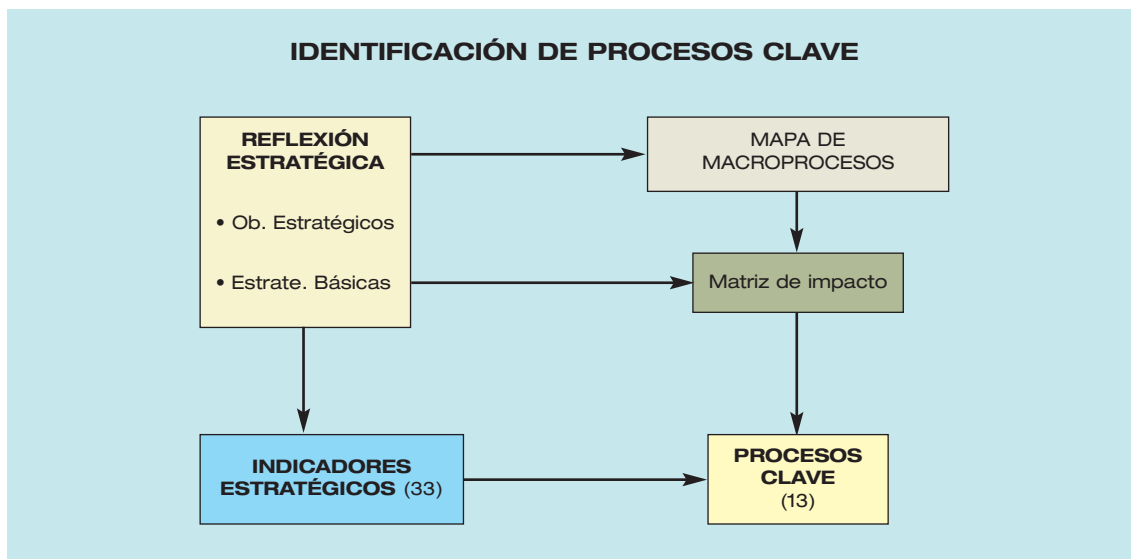 IDENTIFICACIÓN DE PROCESOS CLAVE
REFLEXIÓN
ESTRATÉGICA
• Ob. Estratégicos
• Estrate. Básicas
MAPA DE
MACROPROCESOS
Matriz de impacto
INDICADORES
ESTRATÉGICOS (33)
PROCESOS
CLAVE
(13)